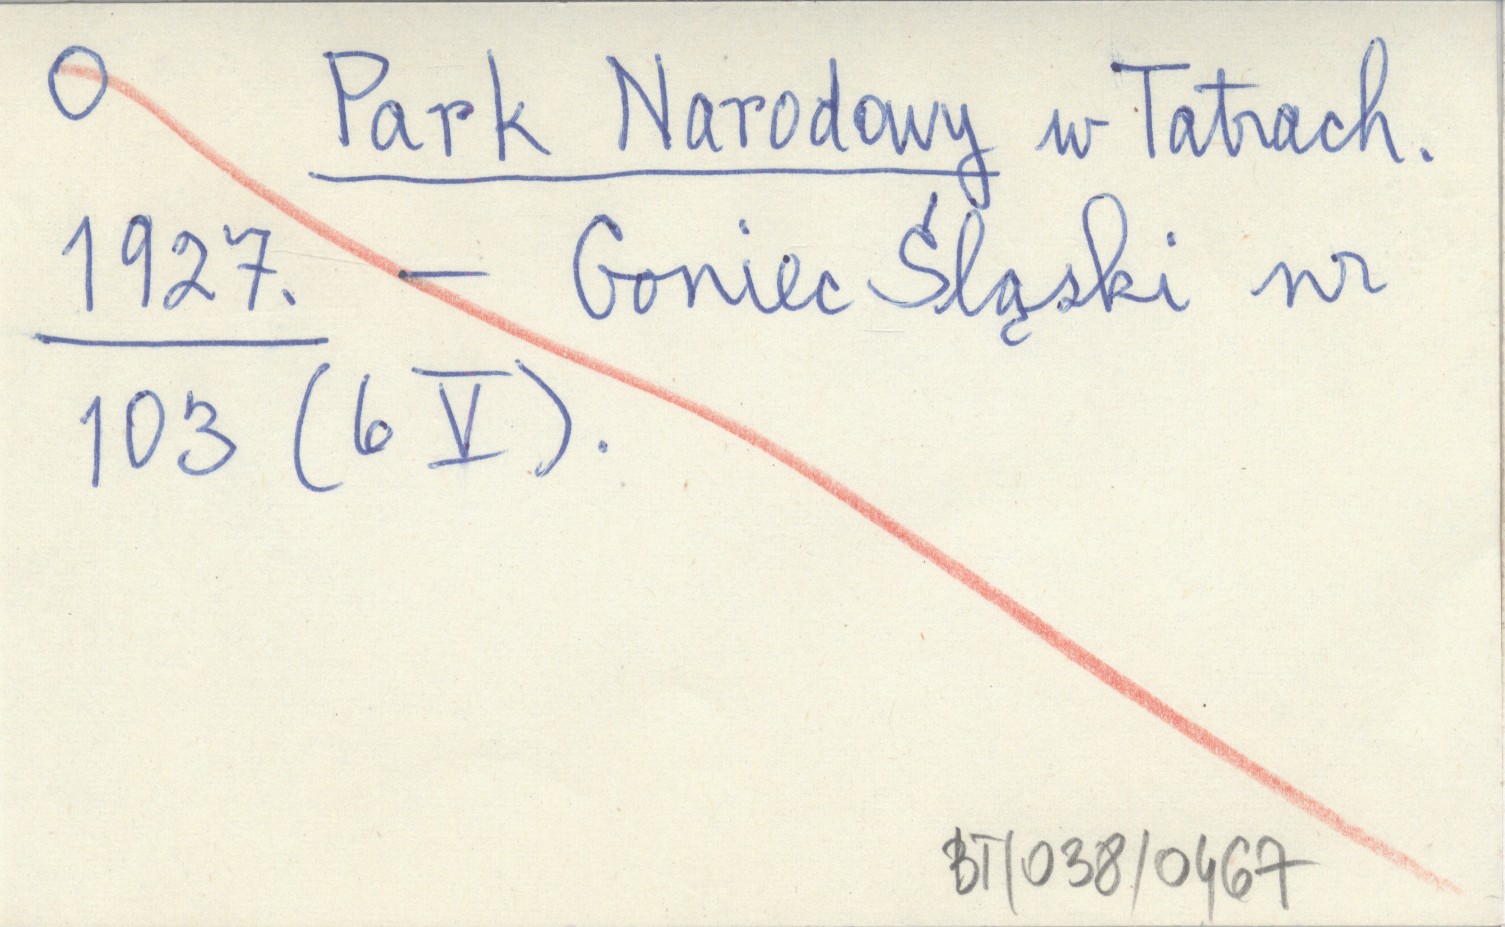 O Park Narodowy w Tatrach.
1927. — Goniec Śląski nr
103 (6 V).
BT/038/0467